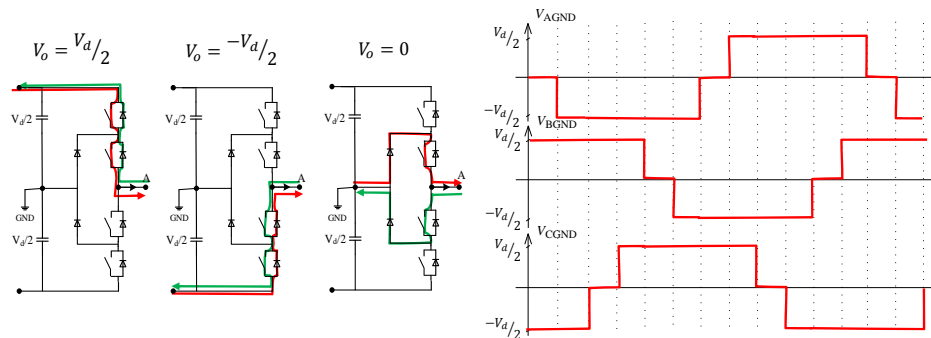 V_o = V_d/2
V_o = -V_d/2
V_o = 0
V_d/2
GND
V_d/2
A
V_d/2
GND
V_d/2
A
V_d/2
GND
V_d/2
A
V_AGND
V_d/2
-V_d/2
V_BGND
V_d/2
-V_d/2
V_CGND
V_d/2
-V_d/2